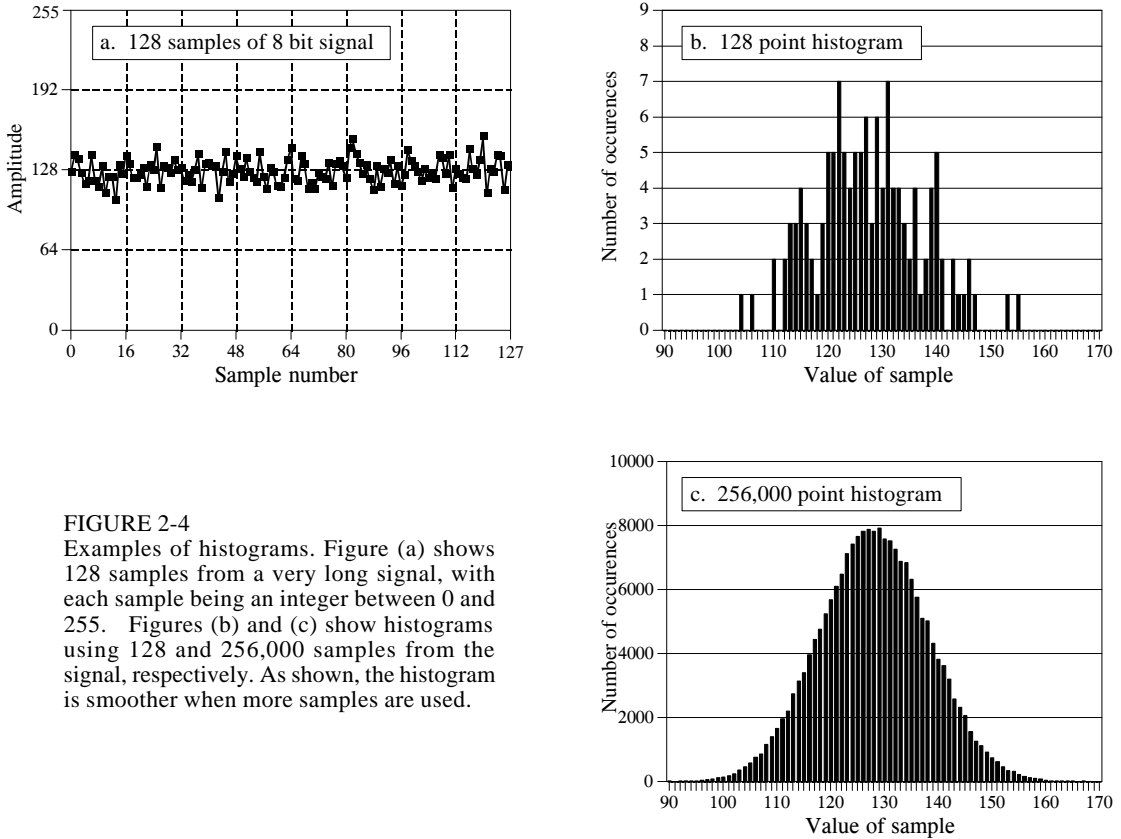 255
192
128
64
0
0 16 32 48 64 80 96 112 127
Sample number
Amplitude
a. 128 samples of 8 bit signal
9
8
7
6
5
4
3
2
1
0
90 100 110 120 130 140 150 160 170
Value of sample
Number of occurences
b. 128 point histogram
FIGURE 2-4
Examples of histograms. Figure (a) shows
128 samples from a very long signal, with
each sample being an integer between 0 and
255. Figures (b) and (c) show histograms
using 128 and 256,000 samples from the
signal, respectively. As shown, the histogram
is smoother when more samples are used.
10000
8000
6000
4000
2000
0
90 100 110 120 130 140 150 160 170
Value of sample
Number of occurences
c. 256,000 point histogram